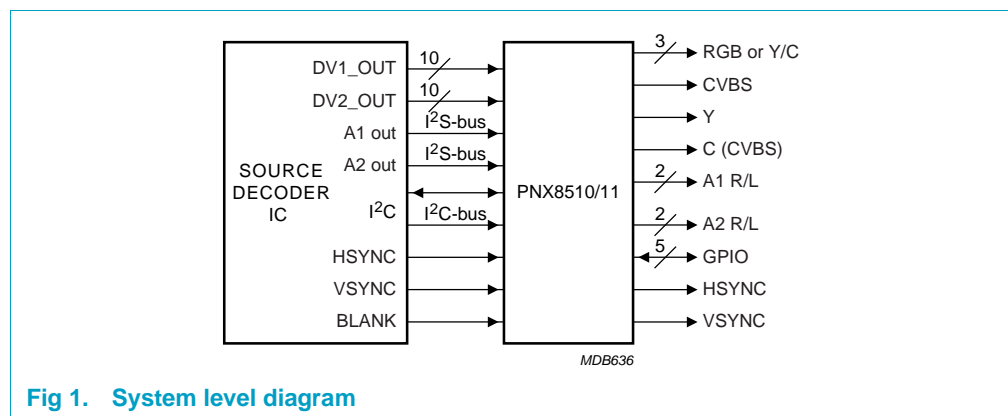 SOURCE
DECODER
IC
DV1_OUT
DV2_OUT
A1 out
A2 out
I2C
HSYNC
VSYNC
BLANK
10
10
I2S-bus
I2S-bus
I2C-bus
PNX8510/11
3
RGB or Y/C
CVBS
Y
C (CVBS)
2
A1 R/L
2
A2 R/L
5
GPIO
HSYNC
VSYNC
MDB636
Fig 1. System level diagram